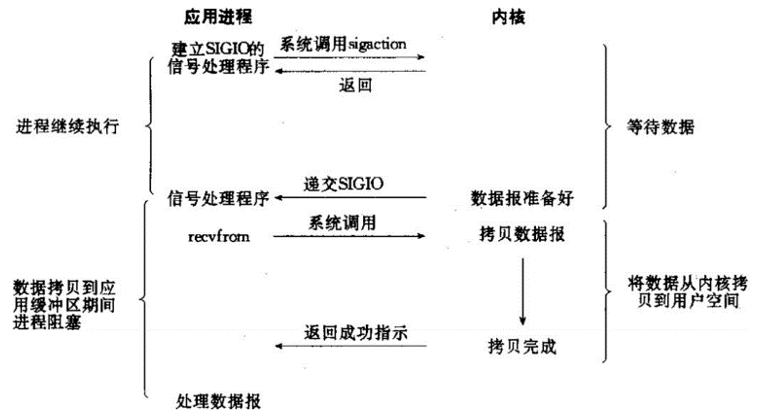 应用进程
内核
建立SIGIO的
信号处理程序
系统调用sigaction
返回
进程继续执行
等待数据
信号处理程序
递交SIGIO
数据报准备好
recvfrom
系统调用
拷贝数据报
数据拷贝到应
用缓冲区期间
进程阻塞
将数据从内核拷
贝到用户空间
返回成功指示
拷贝完成
处理数据报